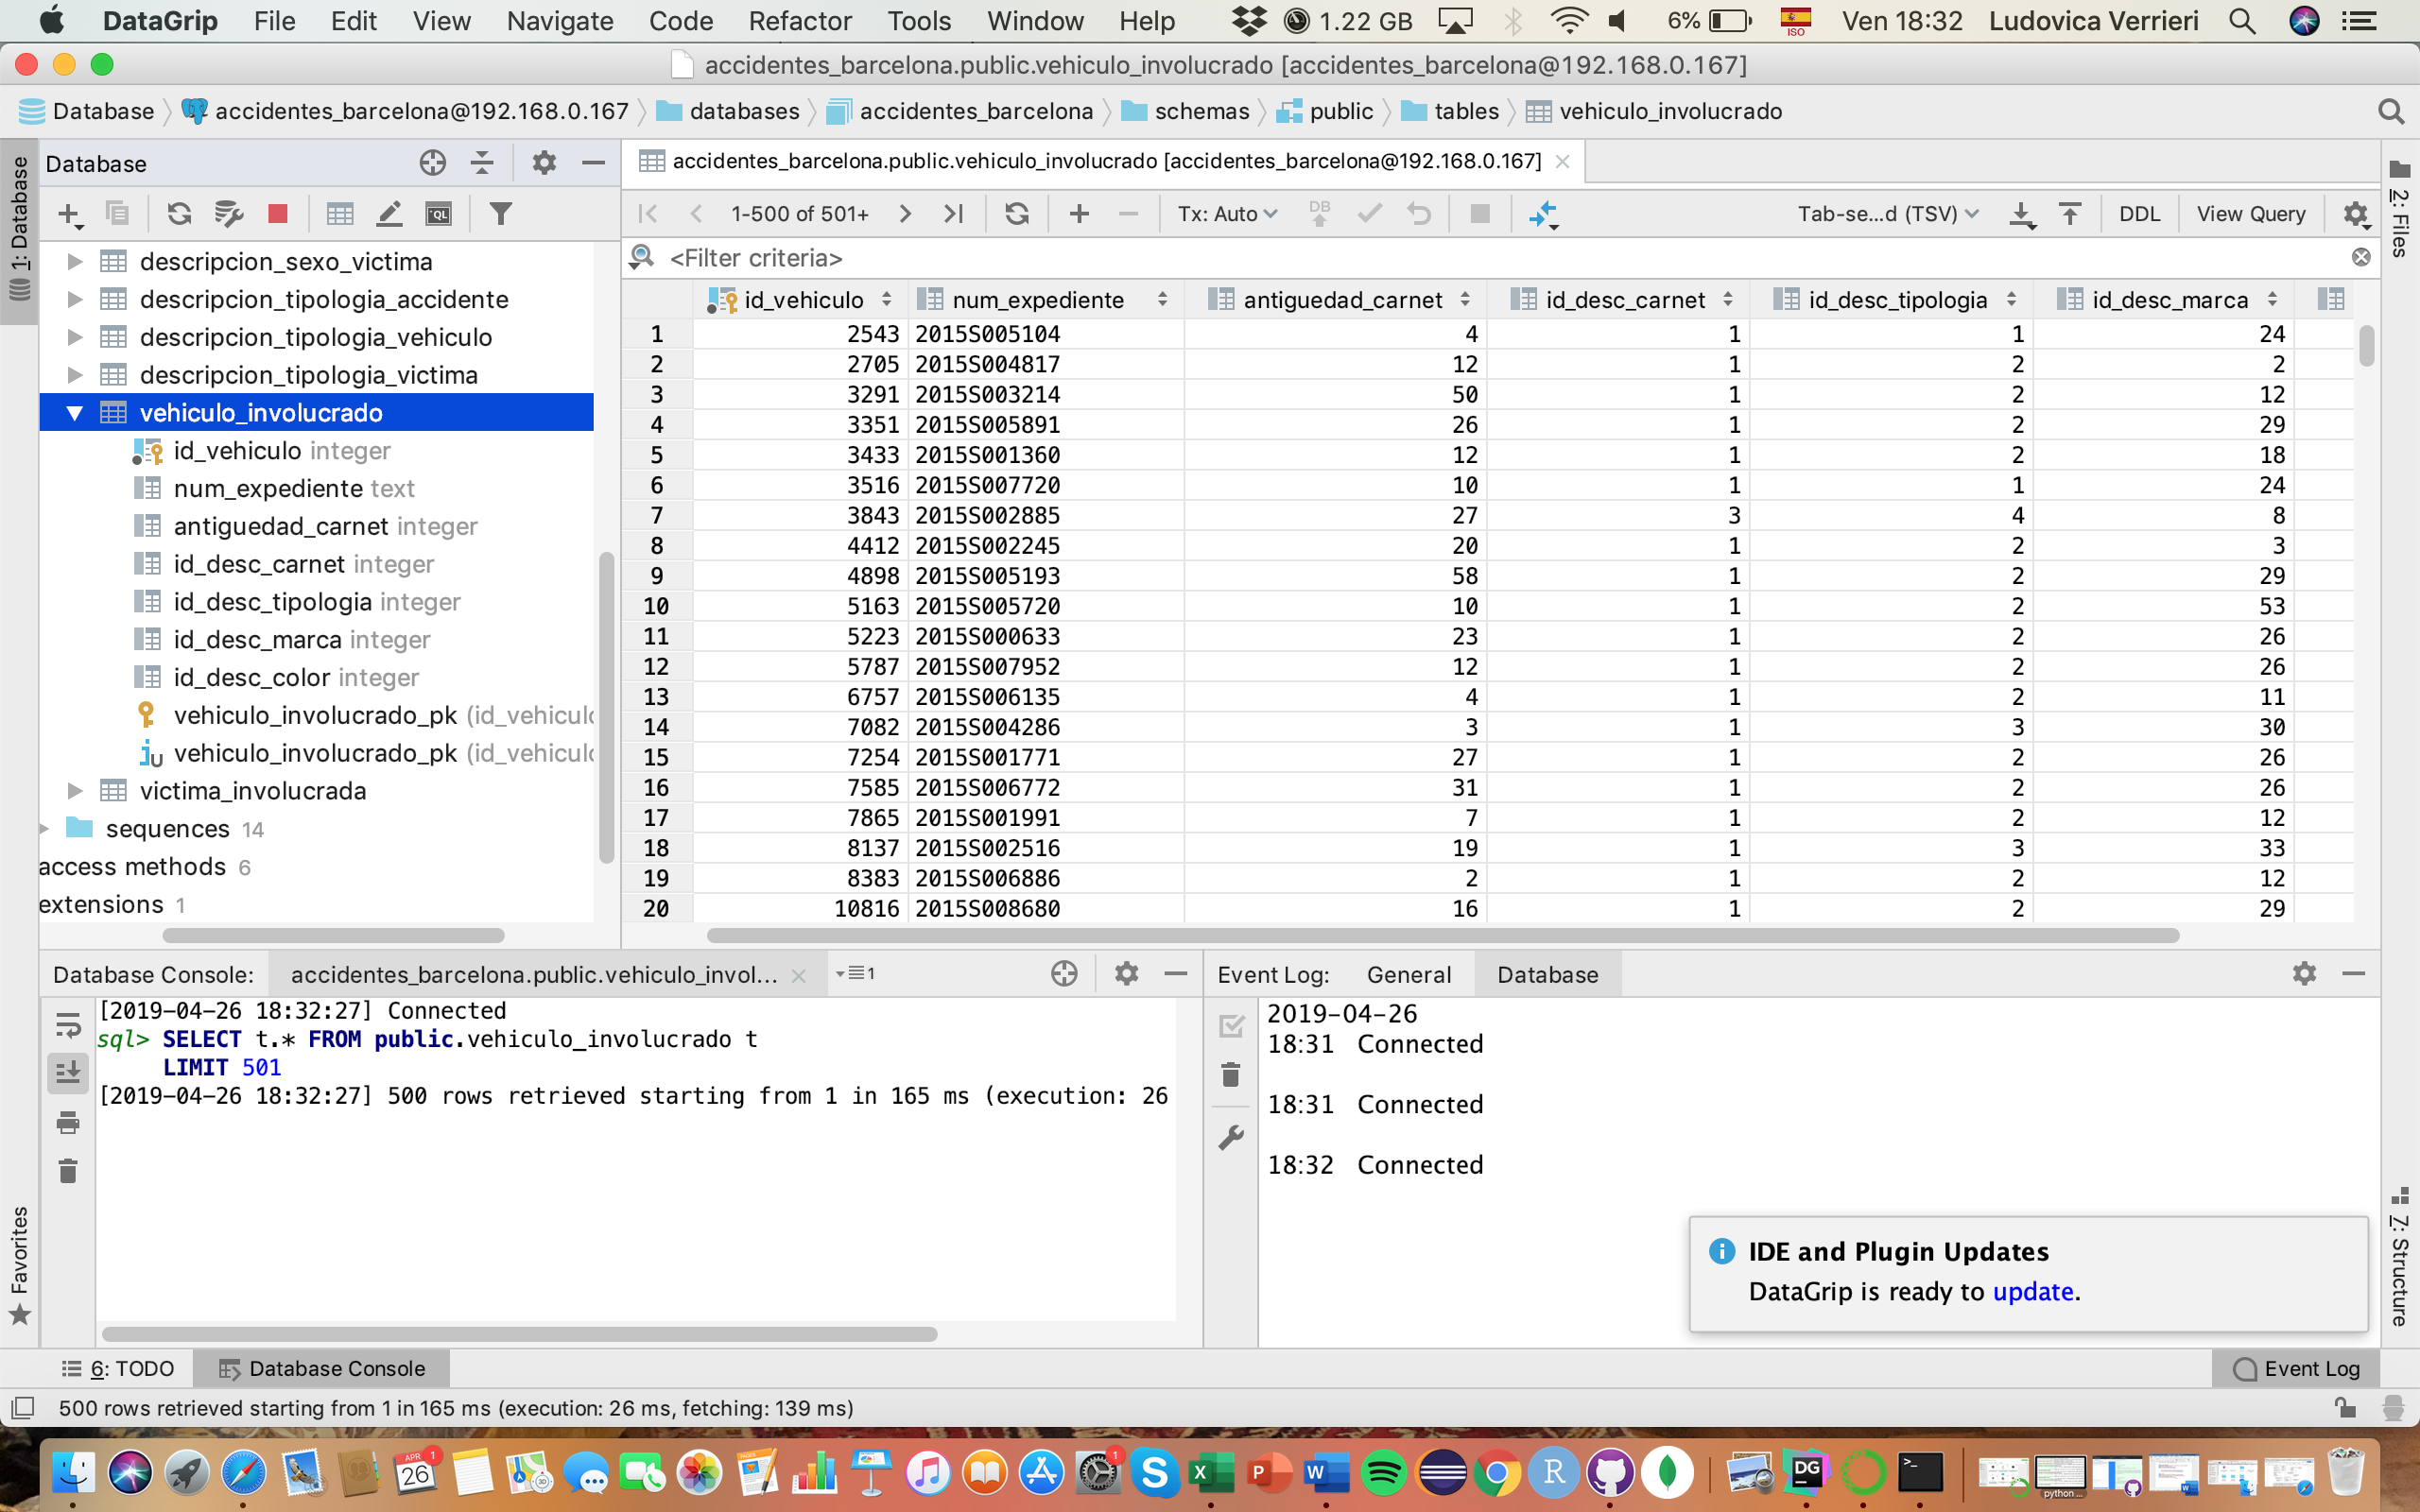 DataGrip File Edit View Navigate Code Refactor Tools Window Help 1.22 GB 6% ISO Ven 18:32 Ludovica Verrieri
accidentes_barcelona.public.vehiculo_involucrado [accidentes_barcelona@192.168.0.167]
Database accidentes_barcelona@192.168.0.167 databases accidentes_barcelona schemas public tables vehiculo_involucrado
1: Database
Database
descripcion_sexo_victima
descripcion_tipologia_accidente
descripcion_tipologia_vehiculo
descripcion_tipologia_victima
vehiculo_involucrado
id_vehiculo integer
num_expediente text
antiguedad_carnet integer
id_desc_carnet integer
id_desc_tipologia integer
id_desc_marca integer
id_desc_color integer
vehiculo_involucrado_pk (id_vehiculo
vehiculo_involucrado_pk (id_vehiculo
victima_involucrada
sequences 14
access methods 6
extensions 1
accidentes_barcelona.public.vehiculo_involucrado [accidentes_barcelona@192.168.0.167]
1-500 of 501+ Tx: Auto DB Tab-se...d (TSV) DDL View Query
<Filter criteria>
id_vehiculo num_expediente antiguedad_carnet id_desc_carnet id_desc_tipologia id_desc_marca
1 2543 2015S005104 4 1 1 24
2 2705 2015S004817 12 1 2 2
3 3291 2015S003214 50 1 2 12
4 3351 2015S005891 26 1 2 29
5 3433 2015S001360 12 1 2 18
6 3516 2015S007720 10 1 1 24
7 3843 2015S002885 27 3 4 8
8 4412 2015S002245 20 1 2 3
9 4898 2015S005193 58 1 2 29
10 5163 2015S005720 10 1 2 53
11 5223 2015S000633 23 1 2 26
12 5787 2015S007952 12 1 2 26
13 6757 2015S006135 4 1 2 11
14 7082 2015S004286 3 1 3 30
15 7254 2015S001771 27 1 2 26
16 7585 2015S006772 31 1 2 26
17 7865 2015S001991 7 1 2 12
18 8137 2015S002516 19 1 3 33
19 8383 2015S006886 2 1 2 12
20 10816 2015S008680 16 1 2 29
2: Files
Database Console: accidentes_barcelona.public.vehiculo_invol... 1
[2019-04-26 18:32:27] Connected
sql> SELECT t.* FROM public.vehiculo_involucrado t
LIMIT 501
[2019-04-26 18:32:27] 500 rows retrieved starting from 1 in 165 ms (execution: 26
Event Log: General Database
2019-04-26
18:31 Connected
18:31 Connected
18:32 Connected
IDE and Plugin Updates
DataGrip is ready to update.
Favorites
7: Structure
6: TODO Database Console Event Log
500 rows retrieved starting from 1 in 165 ms (execution: 26 ms, fetching: 139 ms)
APR 26 1 1 S X P W R DG python ...